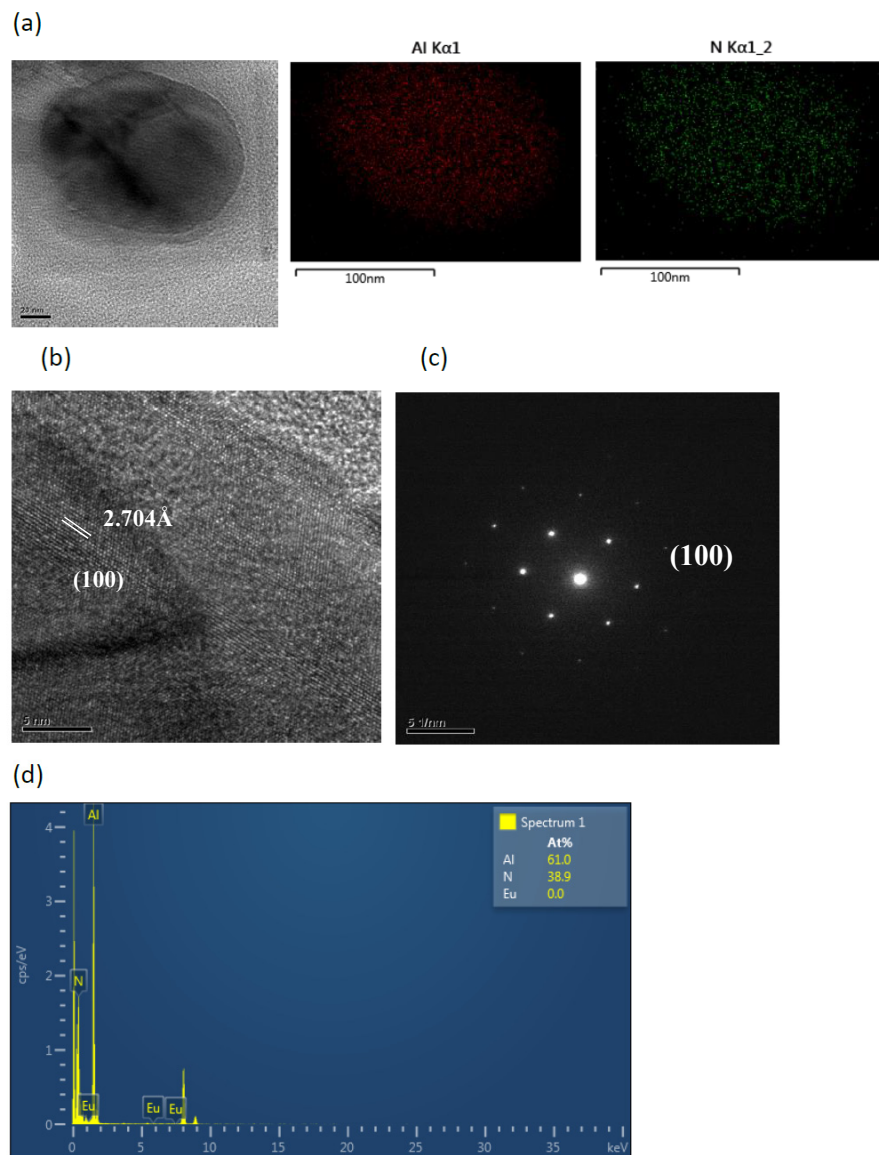 (a)
Al Kα1
N Kα1_2
100nm
100nm
(b)
(c)
2.704Å
(100)
5 nm
(100)
5 1/nm
(d)
Al
N
Eu
Eu
Eu
Spectrum 1
At%
Al 61.0
N 38.9
Eu 0.0
cps/eV
4
3
2
1
0
0 5 10 15 20 25 30 35 keV